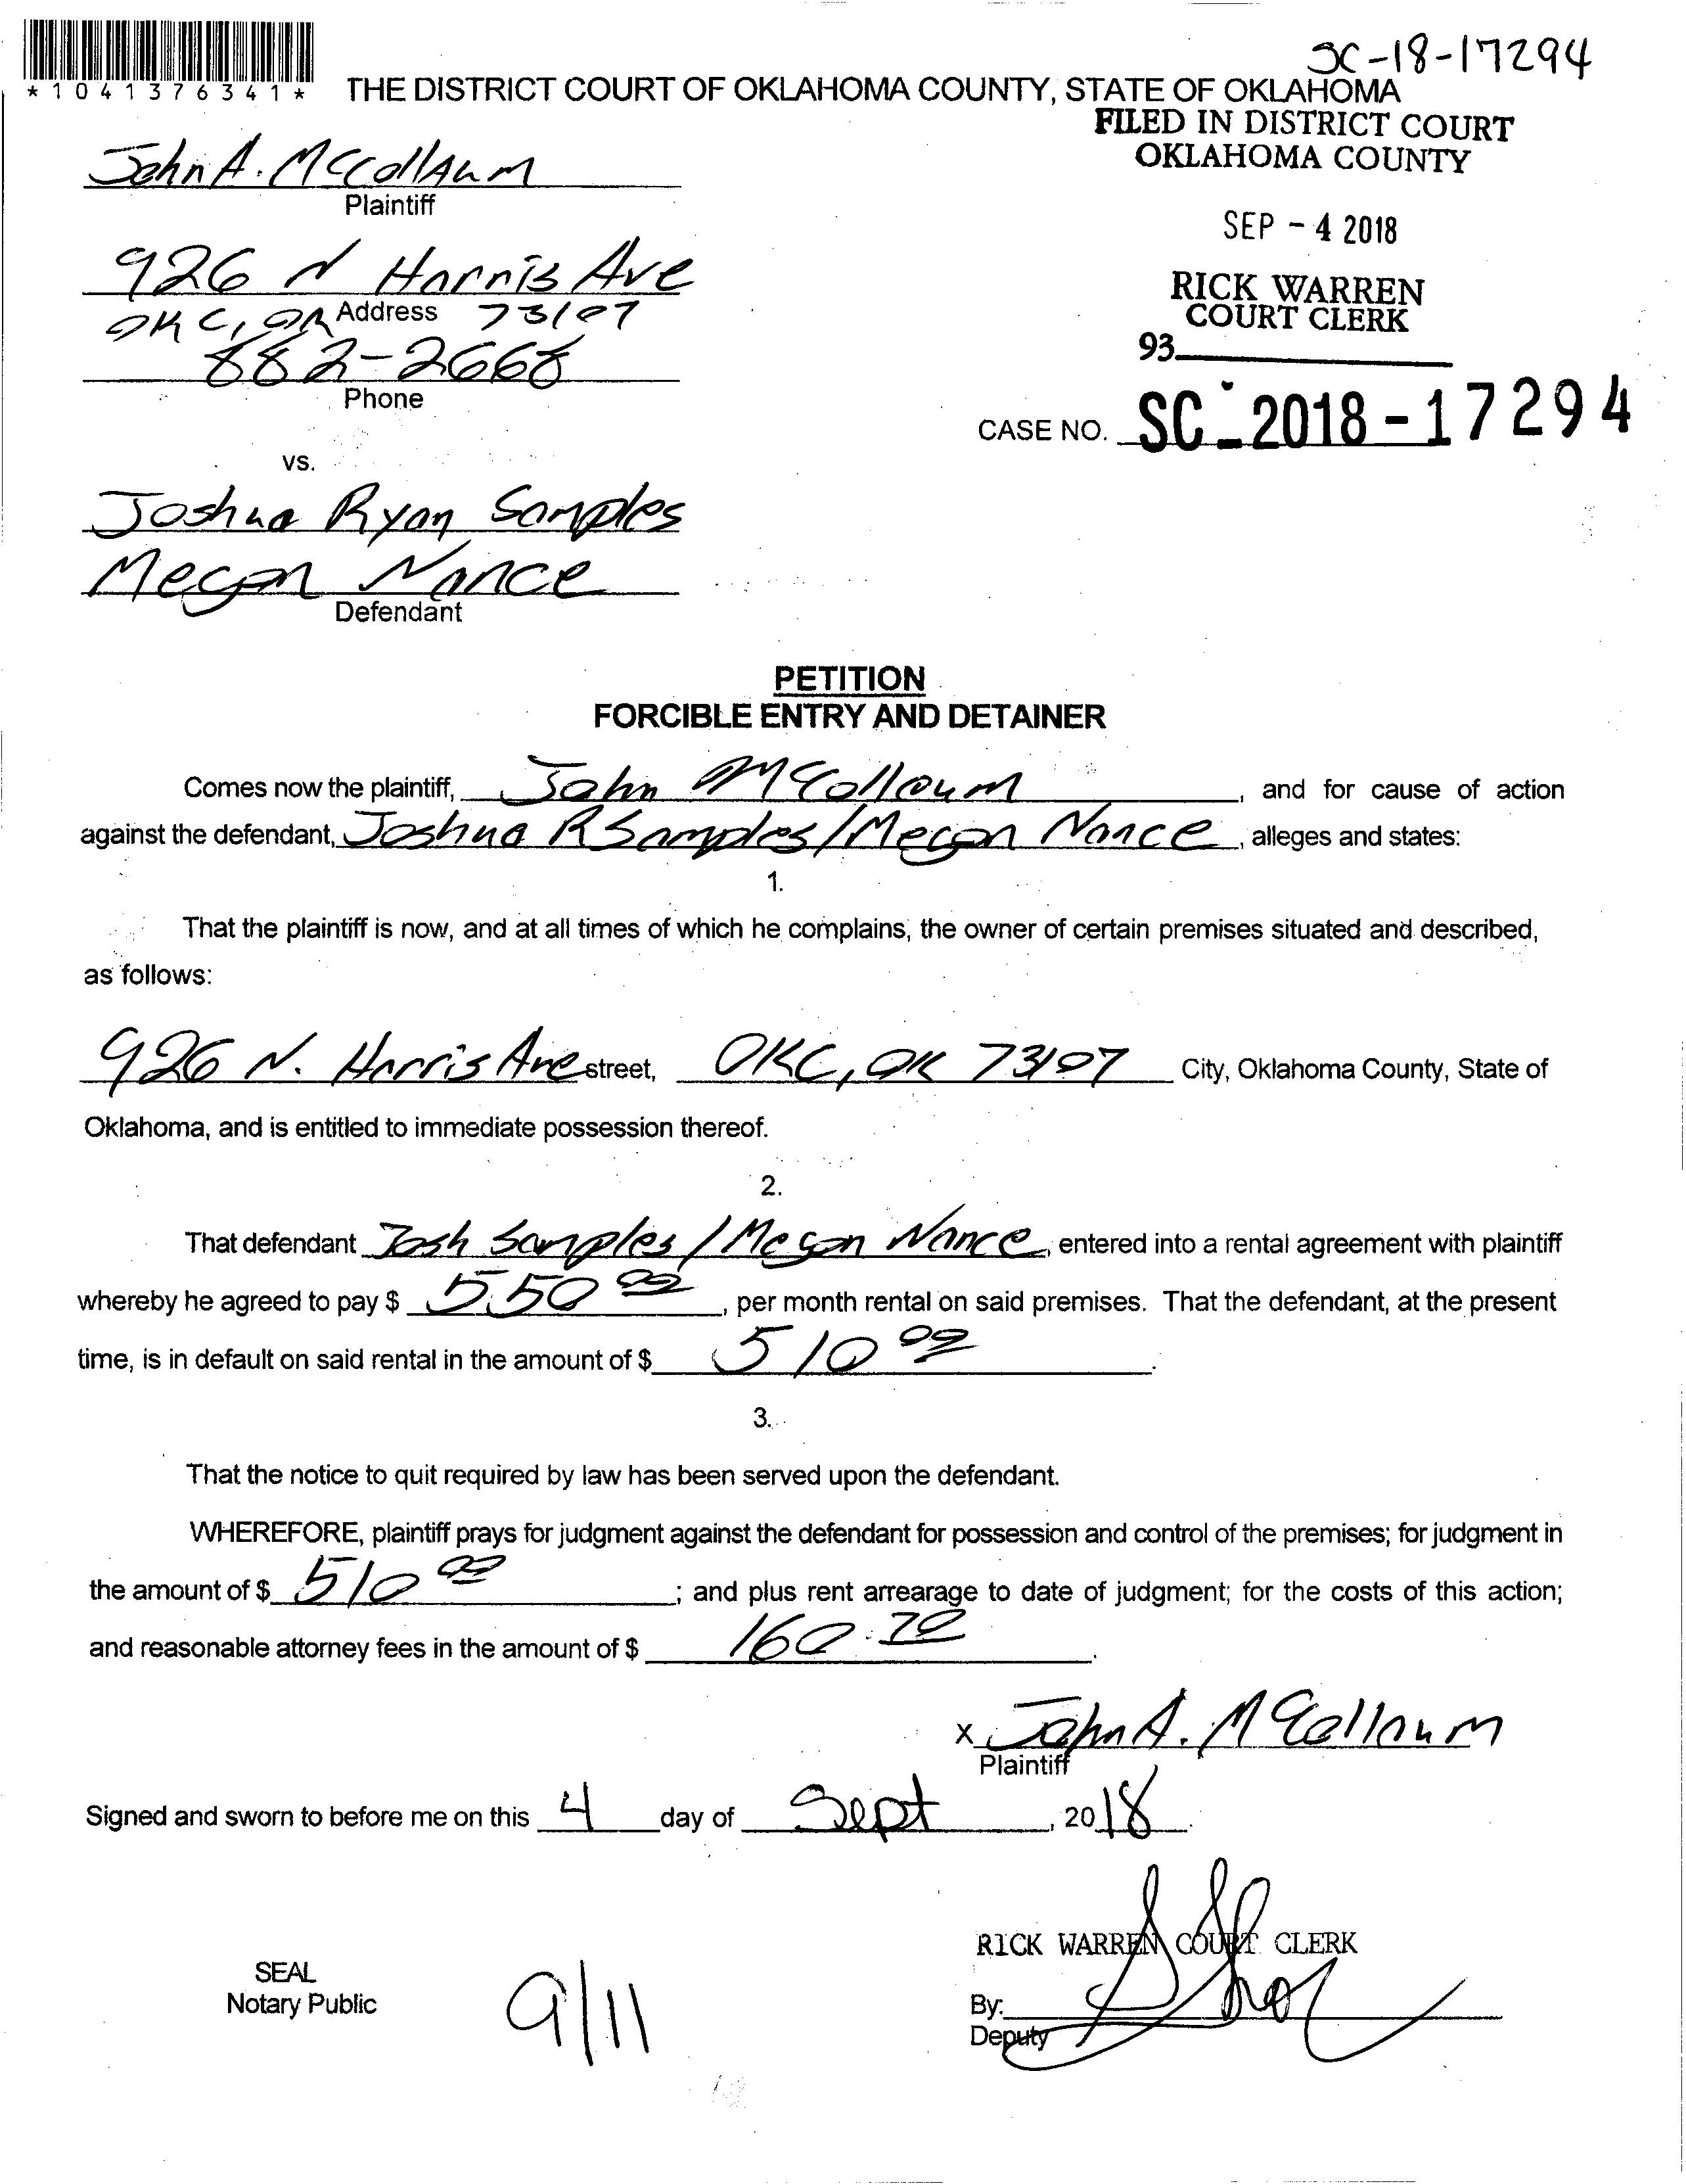 SC-18-17294
*1041376341*
THE DISTRICT COURT OF OKLAHOMA COUNTY, STATE OF OKLAHOMA
FILED IN DISTRICT COURT
OKLAHOMA COUNTY
John A. McCollaum
Plaintiff
SEP - 4 2018
926 N Harris Ave
Address
OKC, OK 73107
RICK WARREN
COURT CLERK
93
882-2668
Phone
CASE NO. SC-2018-17294
vs.
Joshua Ryan Samples
Megan Nance
Defendant
PETITION
FORCIBLE ENTRY AND DETAINER
Comes now the plaintiff, John McCollaum, and for cause of action
against the defendant, Joshua R Samples/Megan Nance, alleges and states:
1.
That the plaintiff is now, and at all times of which he complains, the owner of certain premises situated and described,
as follows:
926 N. Harris Ave street, OKC, OK 73107 City, Oklahoma County, State of
Oklahoma, and is entitled to immediate possession thereof.
2.
That defendant Josh Samples / Megan Nance, entered into a rental agreement with plaintiff
whereby he agreed to pay $ 550 00, per month rental on said premises. That the defendant, at the present
time, is in default on said rental in the amount of $ 510 00.
3.
That the notice to quit required by law has been served upon the defendant.
WHEREFORE, plaintiff prays for judgment against the defendant for possession and control of the premises; for judgment in
the amount of $ 510 00; and plus rent arrearage to date of judgment; for the costs of this action;
and reasonable attorney fees in the amount of $ 160.70.
x John A. McCollaum
Plaintiff
Signed and sworn to before me on this 4 day of Sept, 2018.
RICK WARREN COURT CLERK
SEAL
Notary Public
9/11
By:
Deputy